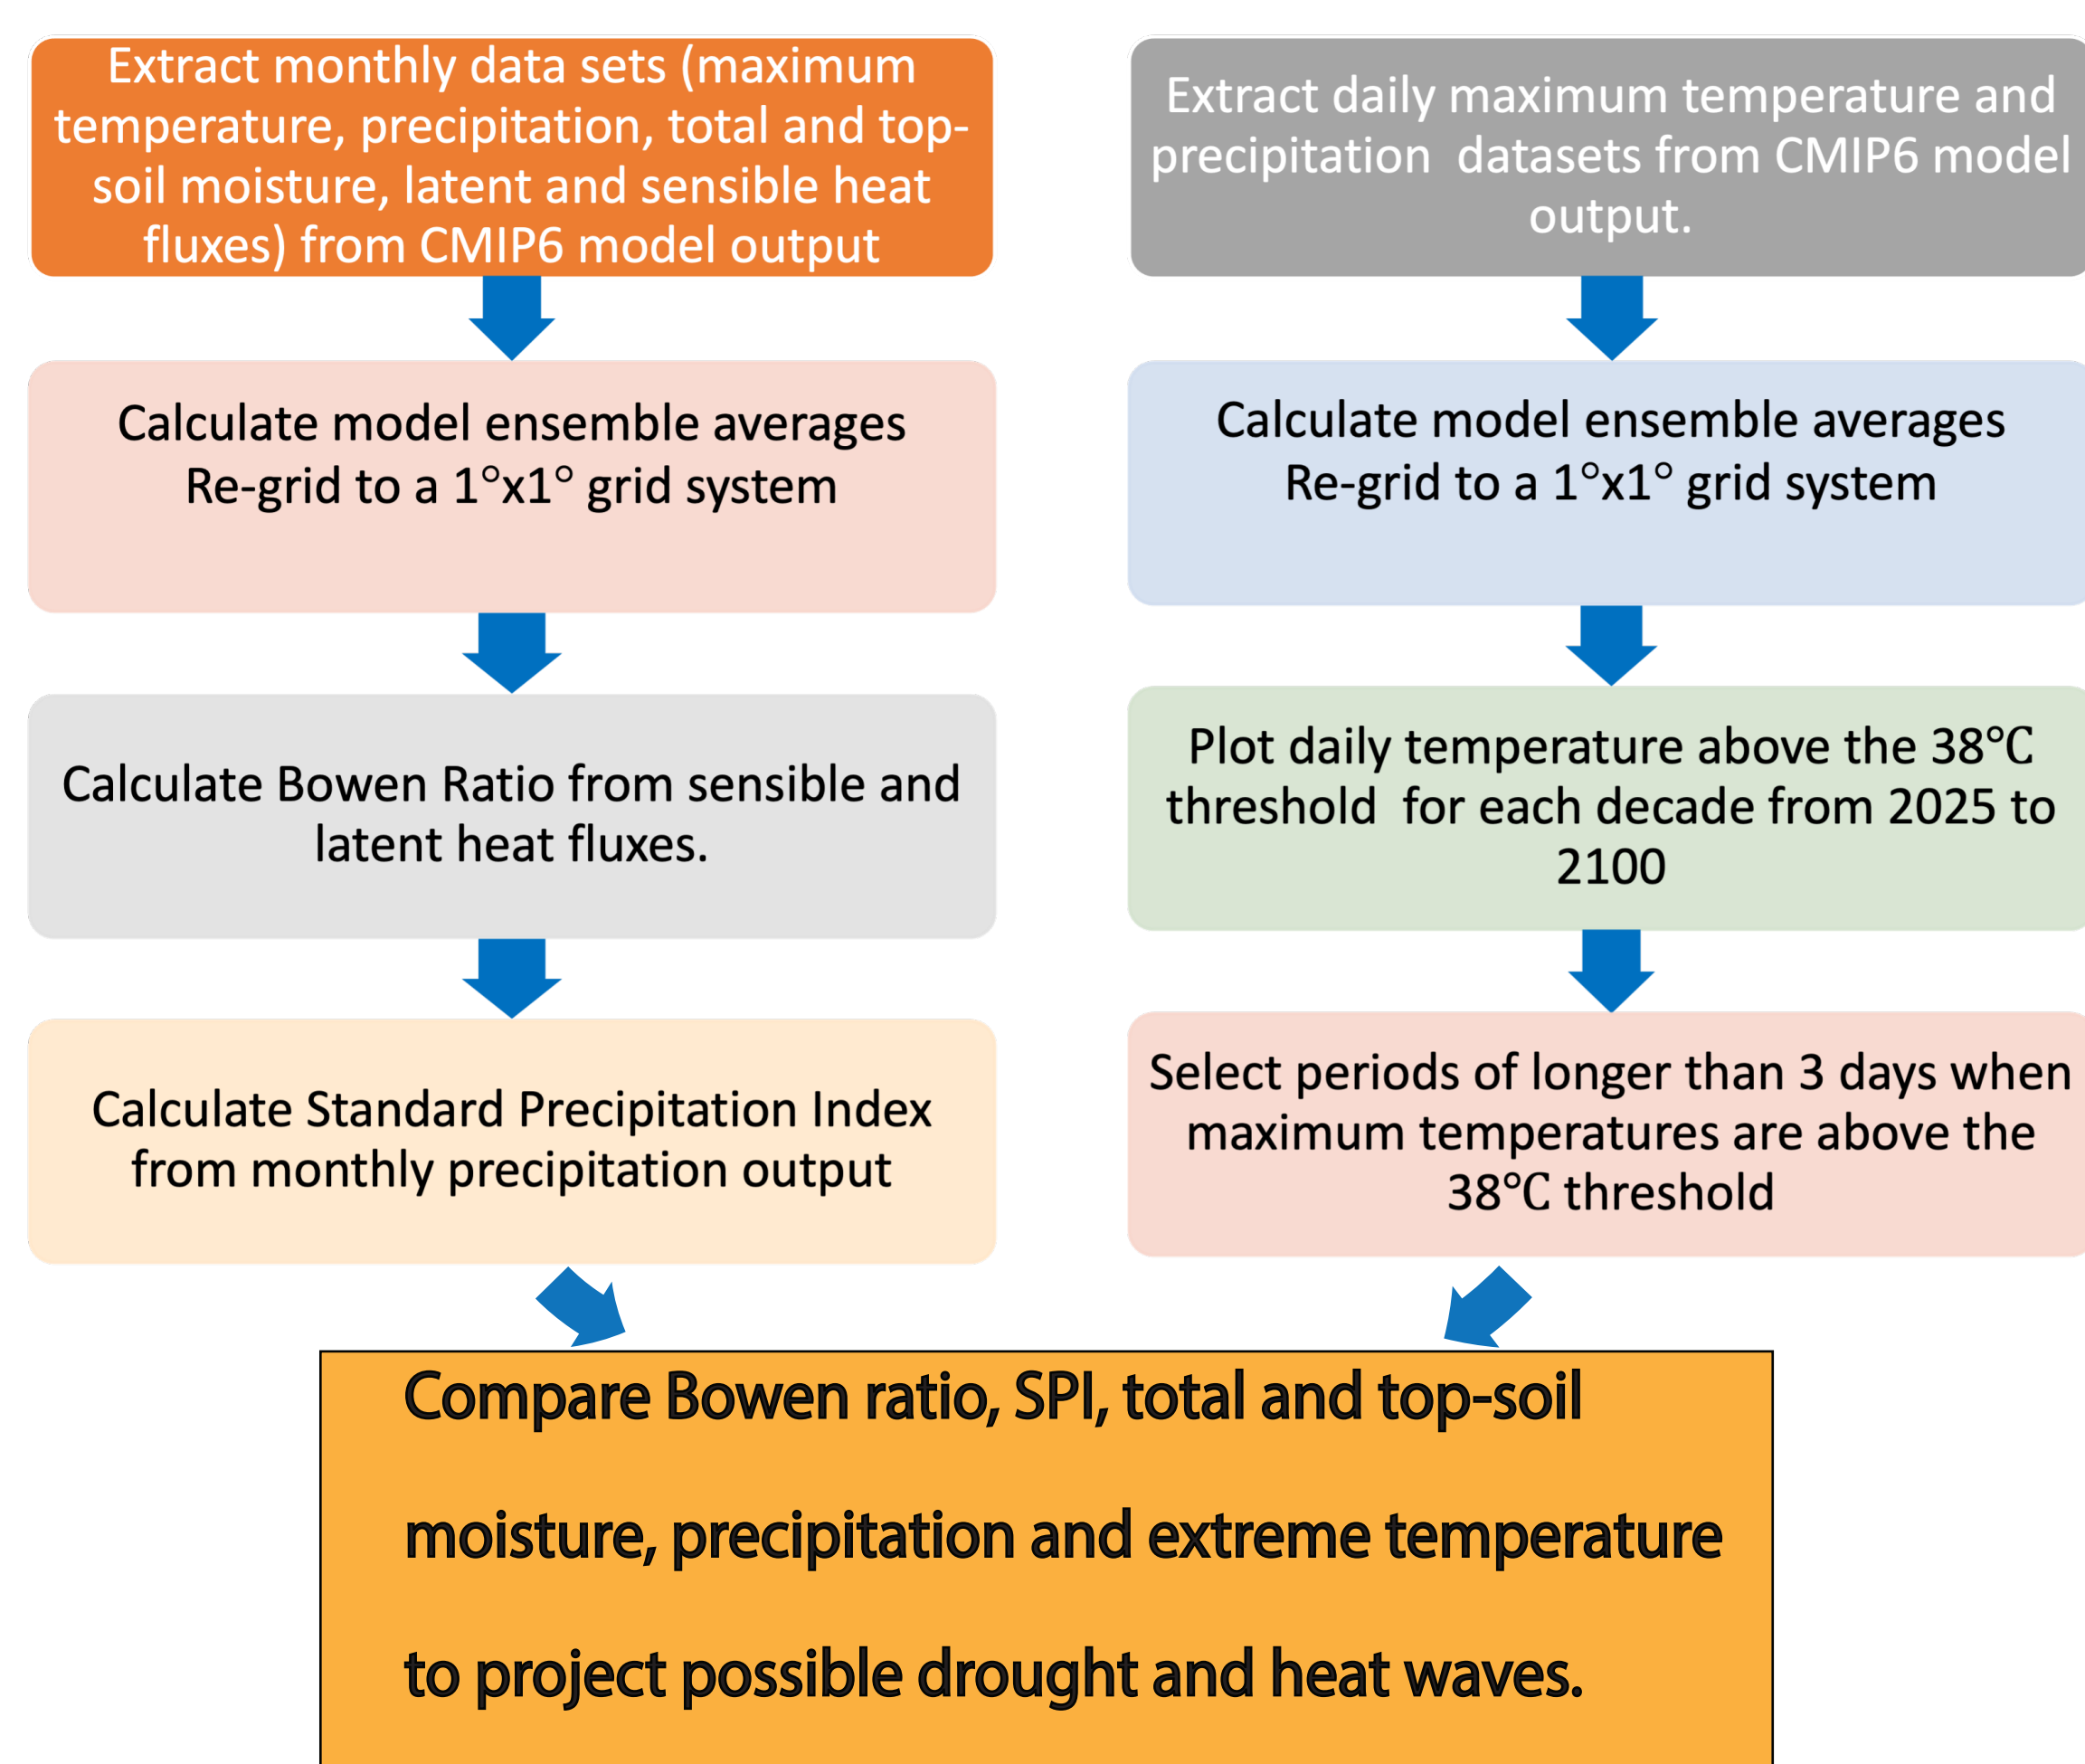 Extract monthly data sets (maximum
temperature, precipitation, total and top-
soil moisture, latent and sensible heat
fluxes) from CMIP6 model output
Calculate model ensemble averages
Re-grid to a 1°x1° grid system
Calculate Bowen Ratio from sensible and
latent heat fluxes.
Calculate Standard Precipitation Index
from monthly precipitation output
Extract daily maximum temperature and
precipitation  datasets from CMIP6 model
output.
Calculate model ensemble averages
Re-grid to a 1°x1° grid system
Plot daily temperature above the 38℃
threshold  for each decade from 2025 to
2100
Select periods of longer than 3 days when
maximum temperatures are above the
38℃ threshold
Compare Bowen ratio, SPI, total and top-soil
moisture, precipitation and extreme temperature
to project possible drought and heat waves.